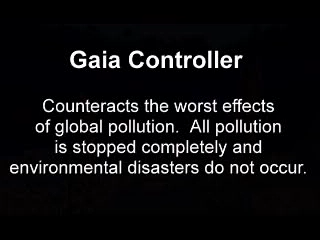 Gaia Controller
Counteracts the worst effects
of global pollution.  All pollution
is stopped completely and
environmental disasters do not occur.